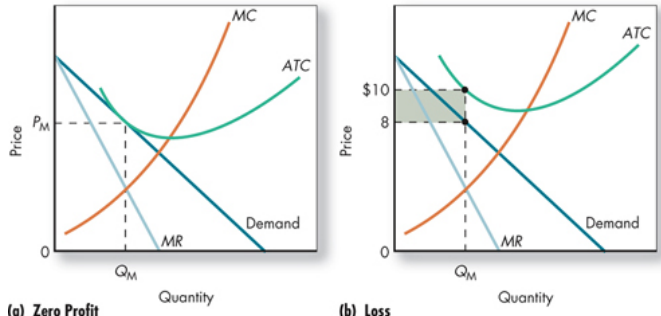 MC
ATC
P_M
Price
0
MR
Demand
Q_M
Quantity
(a) Zero Profit
MC
ATC
$10
8
Price
0
MR
Demand
Q_M
Quantity
(b) Loss